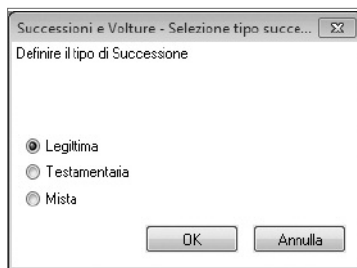 Successioni e Volture - Selezione tipo succe...
Definire il tipo di Successione
Legittima
Testamentaria
Mista
OK
Annulla